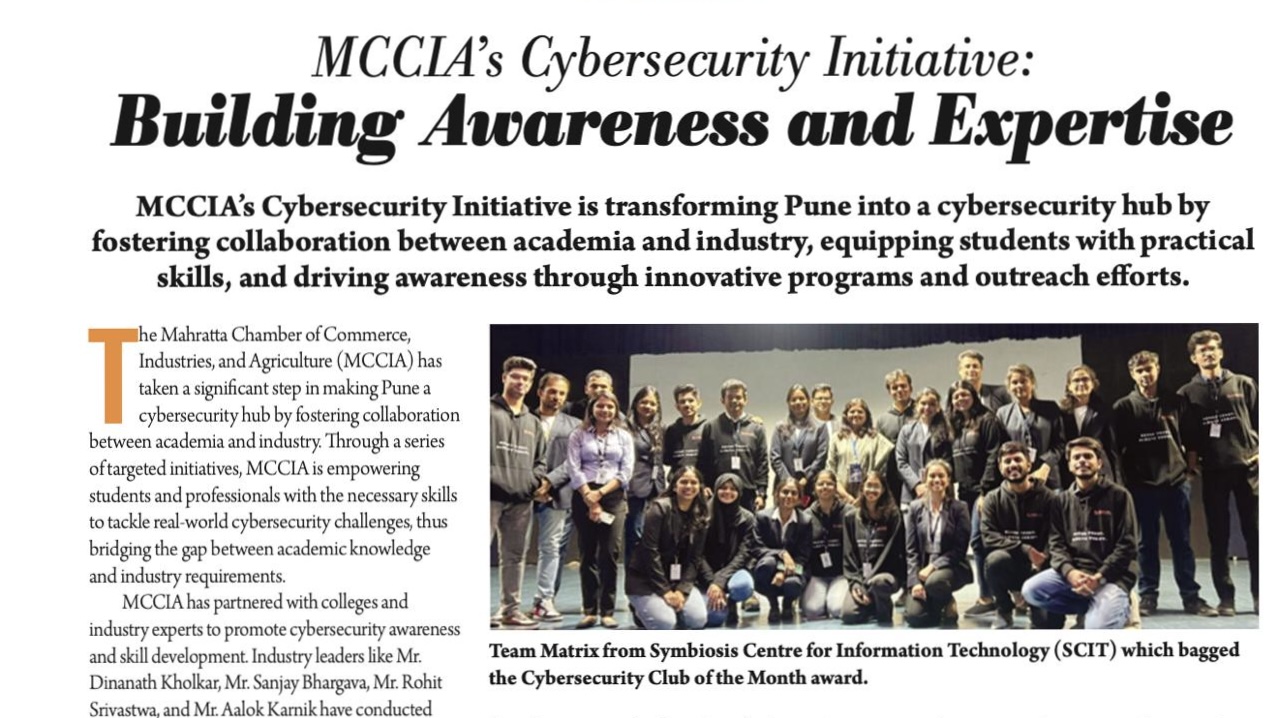 MCCIA's Cybersecurity Initiative:
Building Awareness and Expertise
MCCIA's Cybersecurity Initiative is transforming Pune into a cybersecurity hub by
fostering collaboration between academia and industry, equipping students with practical
skills, and driving awareness through innovative programs and outreach efforts.
The Mahratta Chamber of Commerce,
Industries, and Agriculture (MCCIA) has
taken a significant step in making Pune a
cybersecurity hub by fostering collaboration
between academia and industry. Through a series
of targeted initiatives, MCCIA is empowering
students and professionals with the necessary skills
to tackle real-world cybersecurity challenges, thus
bridging the gap between academic knowledge
and industry requirements.
MCCIA has partnered with colleges and
industry experts to promote cybersecurity awareness
and skill development. Industry leaders like Mr.
Dinanath Kholkar, Mr. Sanjay Bhargava, Mr. Rohit
Srivastwa, and Mr. Aalok Karnik have conducted
Team Matrix from Symbiosis Centre for Information Technology (SCIT) which bagged
the Cybersecurity Club of the Month award.